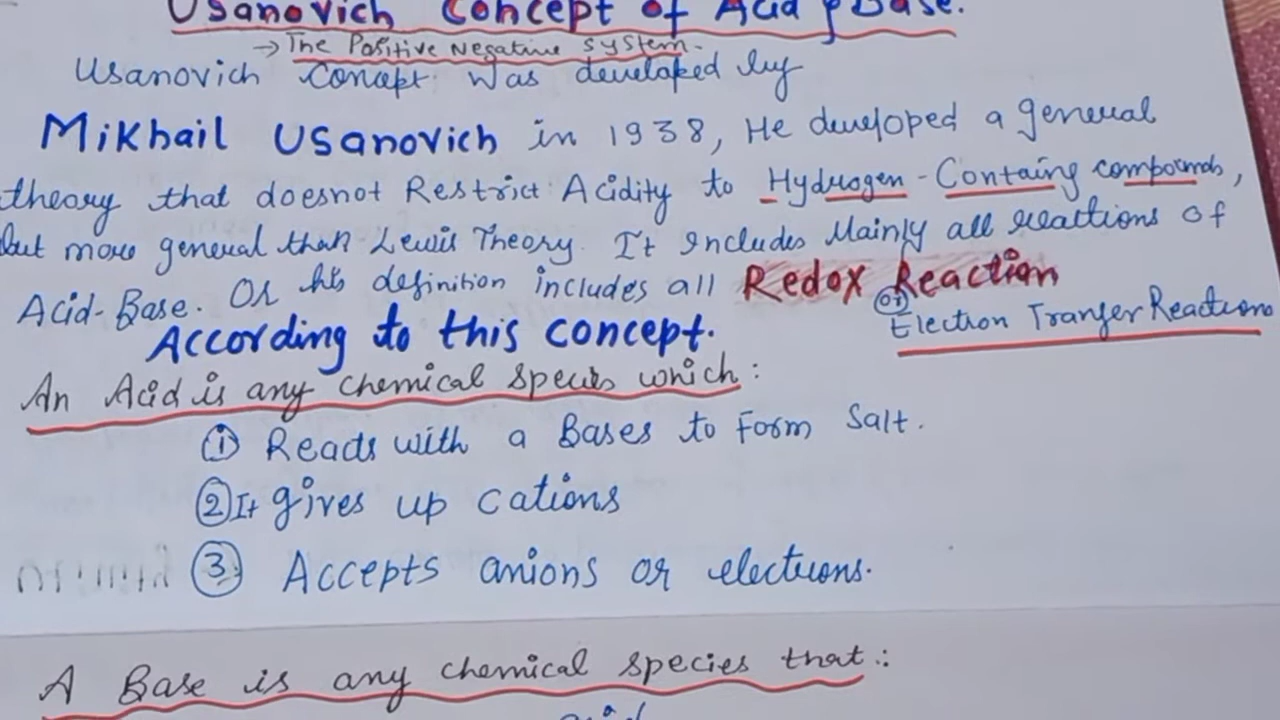 Usanovich Concept of Acid & Base.
→ The Positive Negative System.
Usanovich Concept was developed by
Mikhail Usanovich in 1938, He developed a general
theory that doesnot Restrict Acidity to Hydrogen-Containg compounds,
but more general than Lewis Theory. It Includes Mainly all reactions of
Acid-Base. Or his definition includes all Redox Reaction
(or)
Electron Tranfer Reactions
According to this concept.
An Acid is any chemical species which:
① Reacts with a Bases to Form Salt.
② It gives up cations
③ Accepts anions or electrons.
A Base is any chemical species that:
acid